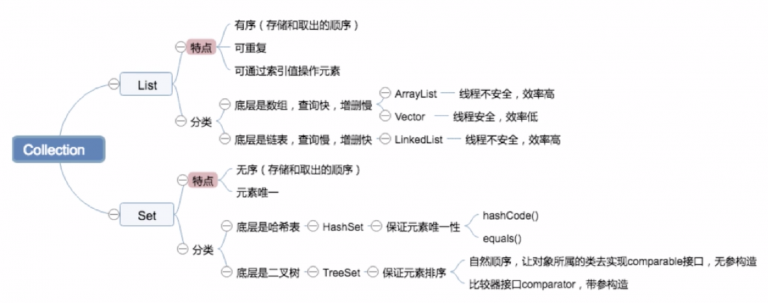 Collection
List
特点
有序（存储和取出的顺序）
可重复
可通过索引值操作元素
分类
底层是数组，查询快，增删慢
ArrayList
线程不安全，效率高
Vector
线程安全，效率低
底层是链表，查询慢，增删快
LinkedList
线程不安全，效率高
Set
特点
无序（存储和取出的顺序）
元素唯一
分类
底层是哈希表
HashSet
保证元素唯一性
hashCode()
equals()
底层是二叉树
TreeSet
保证元素排序
自然顺序，让对象所属的类去实现comparable接口，无参构造
比较器接口comparator，带参构造